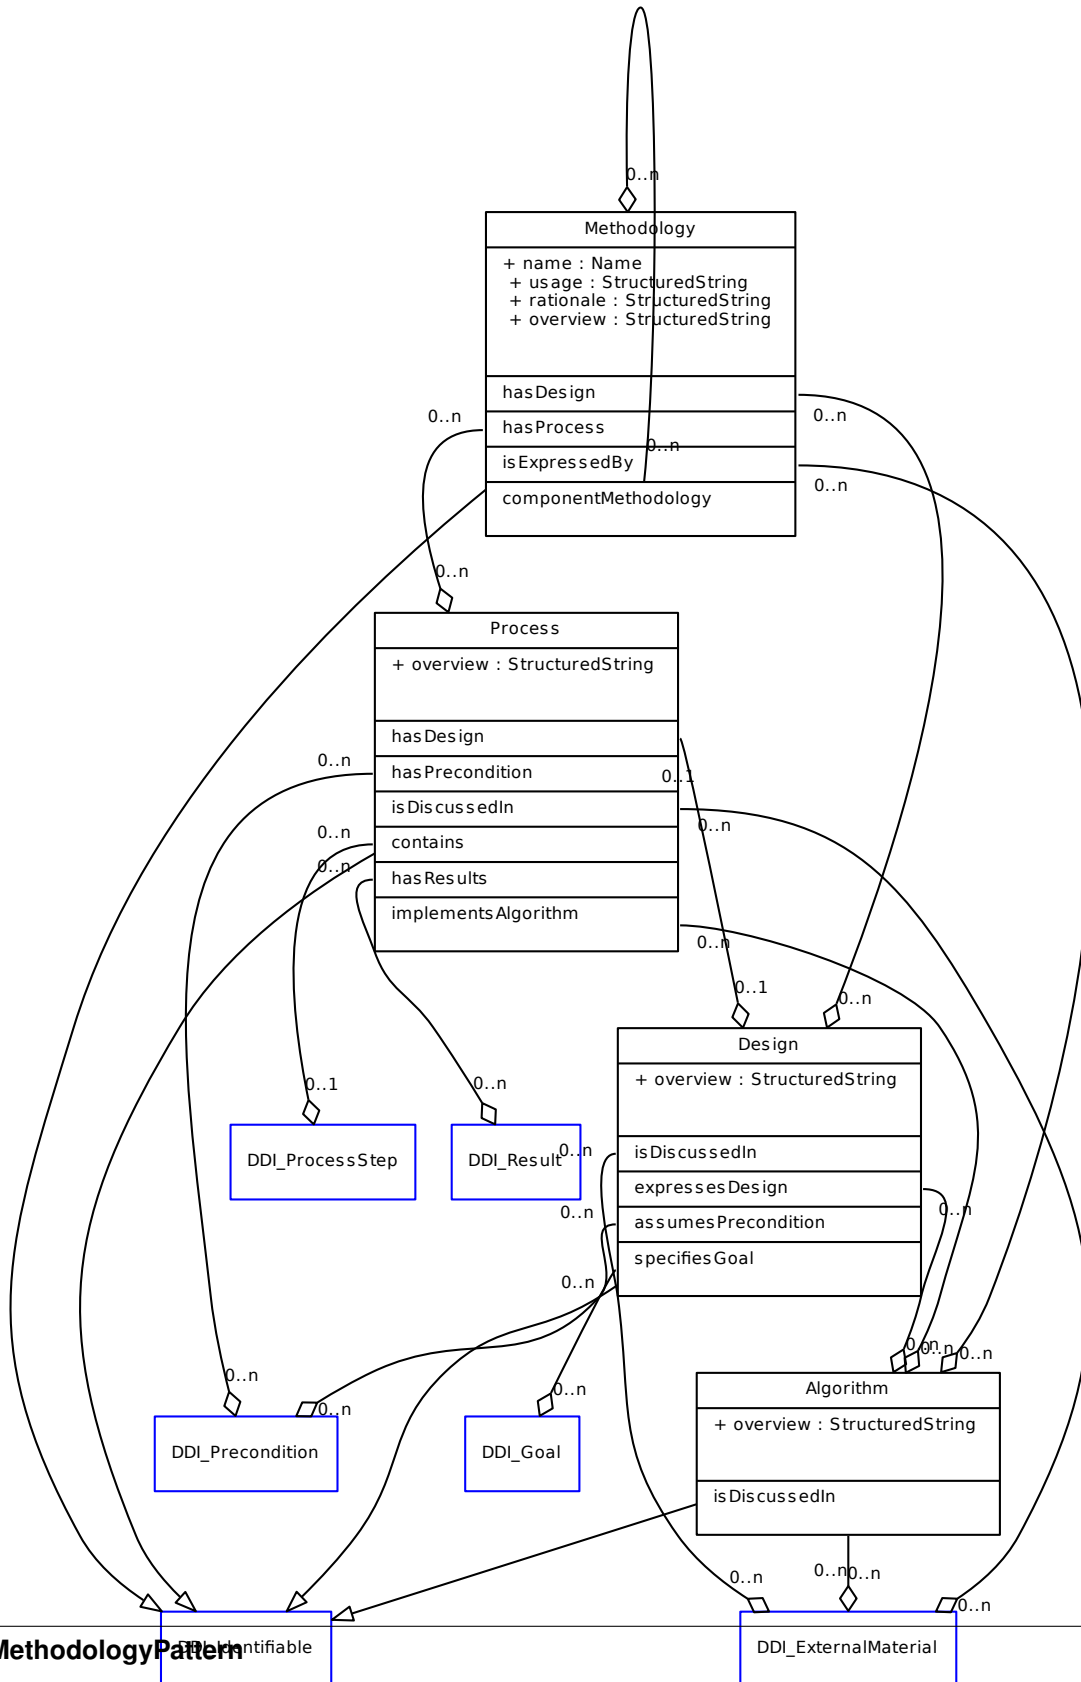 0..n
Methodology
+ name : Name
+ usage : StructuredString
+ rationale : StructuredString
+ overview : StructuredString
hasDesign
0..n
0..n
hasProcess
0..n
isExpressedBy
0..n
componentMethodology
0..n
Process
+ overview : StructuredString
hasDesign
0..n
hasPrecondition
0..1
isDiscussedIn
0..n
0..n
contains
0..n
hasResults
implementsAlgorithm
0..n
0..1
0..n
Design
+ overview : StructuredString
0..1
0..n
DDI_ProcessStep
DDI_Result
0..n
isDiscussedIn
expressesDesign
0..n
0..n
assumesPrecondition
specifiesGoal
0..n
0..n
0..n
0..n
Algorithm
+ overview : StructuredString
0..n
0..n
0..n
DDI_Precondition
DDI_Goal
isDiscussedIn
0..n
0..n
0..n
0..n
DDI_Identifiable
DDI_ExternalMaterial
MethodologyPattern